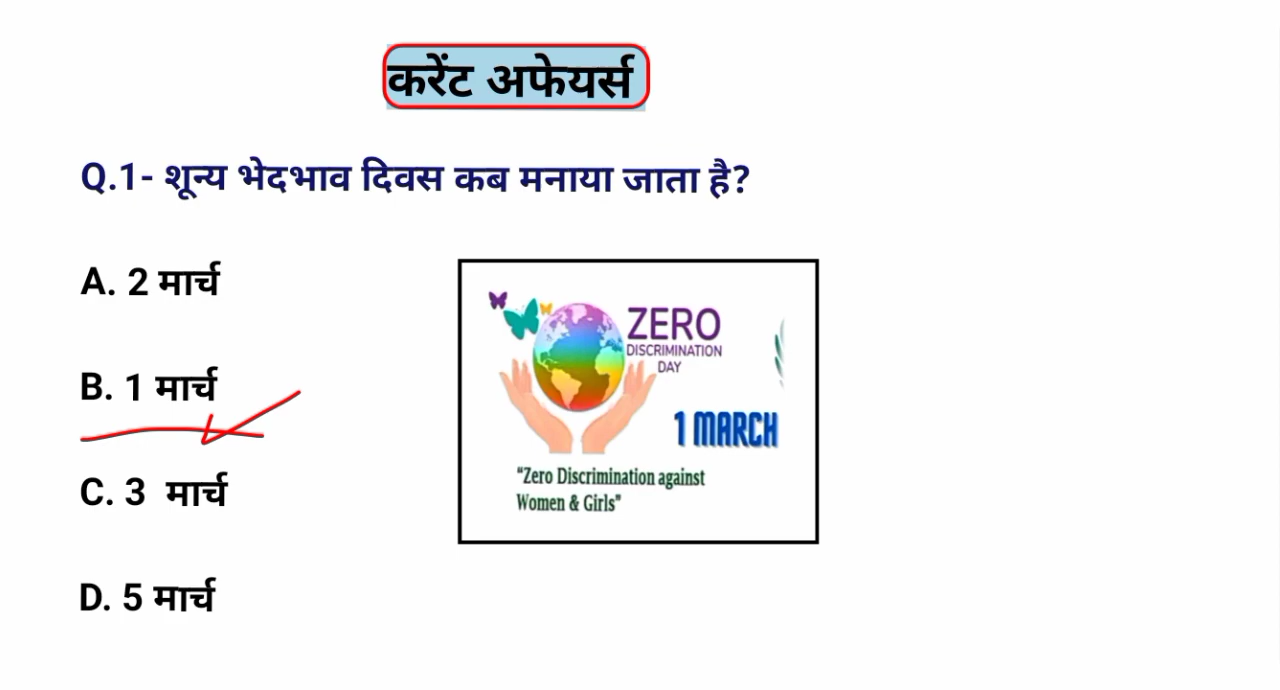 करेंट अफेयर्स
Q.1- शून्य भेदभाव दिवस कब मनाया जाता है?
A. 2 मार्च
B. 1 मार्च
C. 3 मार्च
D. 5 मार्च
ZERO
DISCRIMINATION
DAY
1 MARCH
"Zero Discrimination against
Women & Girls"